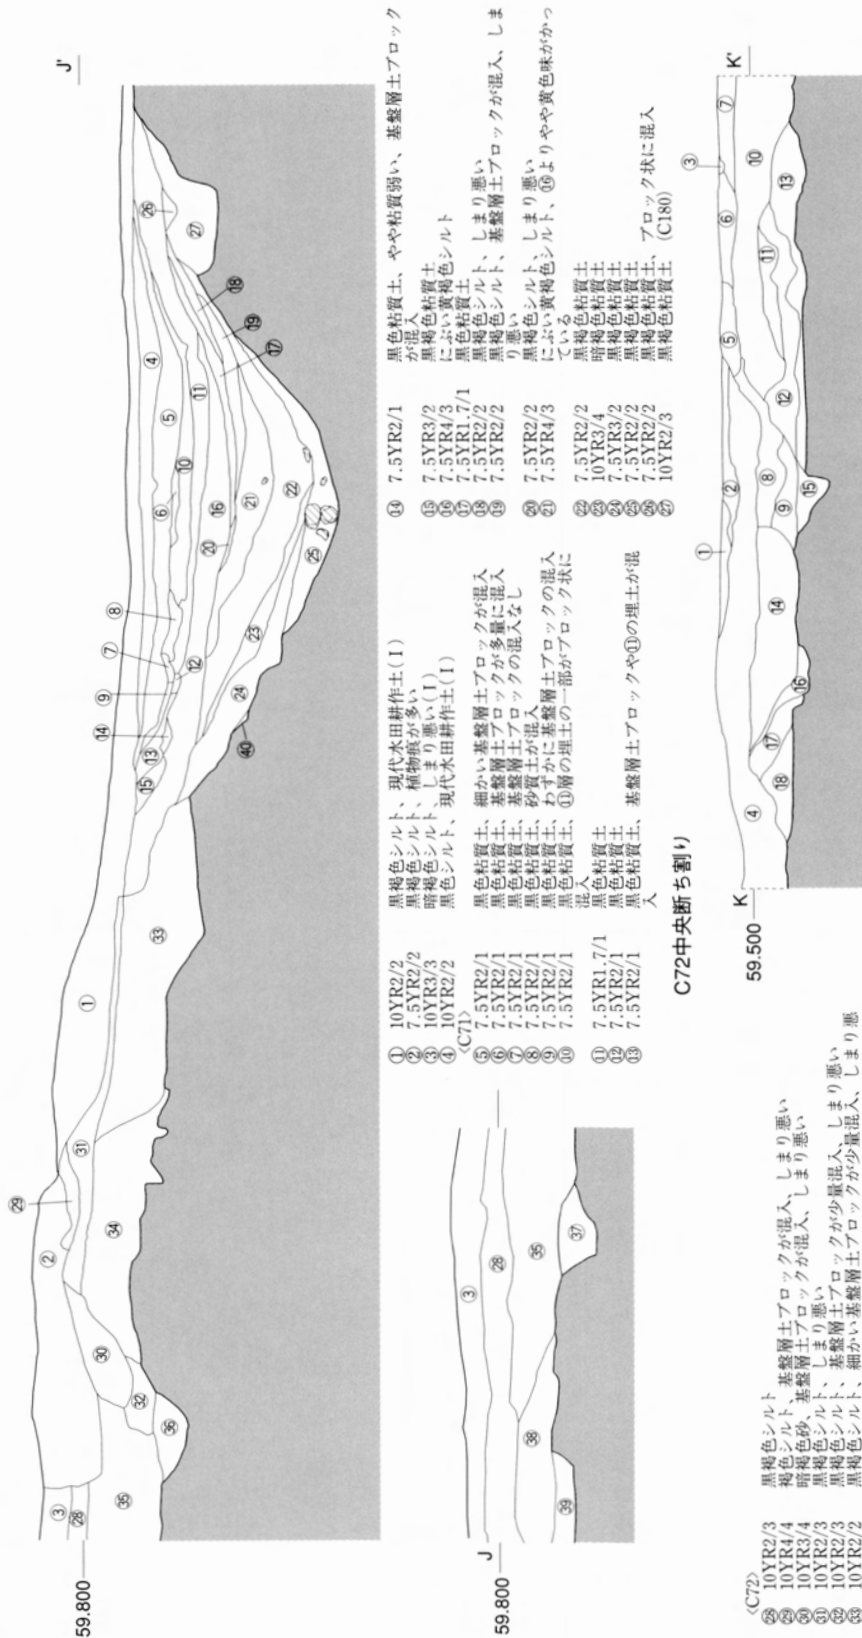 J'
59.800
J
59.800
① 10YR2/2 黒褐色シルト、現代水田耕作土(Ⅰ)
② 7.5YR2/2 黒褐色シルト、植物痕が多い
③ 10YR3/3 暗褐色シルト、しまり悪い(Ⅰ)
④ 10YR2/2 黒色シルト、現代水田耕作土(Ⅰ)
〈C71〉
⑤ 7.5YR2/1 黒色粘質土、細かい基盤層土ブロックが混入
⑥ 7.5YR2/1 黒色粘質土、基盤層土ブロックが多量に混入
⑦ 7.5YR2/1 黒色粘質土、基盤層土ブロックの混入なし
⑧ 7.5YR2/1 黒色粘質土、砂質土が混入
⑨ 7.5YR2/1 黒色粘質土、わずかに基盤層土ブロックの混入
⑩ 7.5YR2/1 黒色粘質土、⑪層の埋土の一部がブロック状に
混入
⑪ 7.5YR1.7/1 黒色粘質土
⑫ 7.5YR2/1 黒色粘質土
⑬ 7.5YR2/1 黒色粘質土、基盤層土ブロックや⑪の埋土が混
入
⑭ 7.5YR2/1 黒色粘質土、やや粘質弱い、基盤層土ブロック
が混入
⑮ 7.5YR3/2 黒褐色粘質土
⑯ 7.5YR4/3 にぶい黄褐色シルト
⑰ 7.5YR1.7/1 黒色粘質土
⑱ 7.5YR2/2 黒褐色シルト、しまり悪い
⑲ 7.5YR2/2 黒褐色シルト、基盤層土ブロックが混入、しま
り悪い
⑳ 7.5YR2/2 黒褐色シルト、しまり悪い
㉑ 7.5YR4/3 にぶい黄褐色シルト、⑯よりやや黄色味がかっ
ている
㉒ 7.5YR2/2 黒褐色粘質土
㉓ 10YR3/4 暗褐色粘質土
㉔ 7.5YR3/2 黒褐色粘質土
㉕ 7.5YR2/2 黒褐色粘質土
㉖ 7.5YR2/2 黒褐色粘質土、ブロック状に混入
㉗ 10YR2/3 黒褐色粘質土 (C180)
〈C72〉
㉘ 10YR2/3 黒褐色シルト
㉙ 10YR4/4 褐色シルト、基盤層土ブロックが混入、しまり悪い
㉚ 10YR3/4 暗褐色砂、基盤層土ブロックが混入、しまり悪い
㉛ 10YR2/3 黒褐色シルト、しまり悪い
㉜ 10YR2/3 黒褐色シルト、基盤層土ブロックが少量混入、しまり悪い
㉝ 10YR2/2 黒褐色シルト、細かい基盤層土ブロックが少量混入、しまり悪
C72中央断ち割り
K
K'
59.500